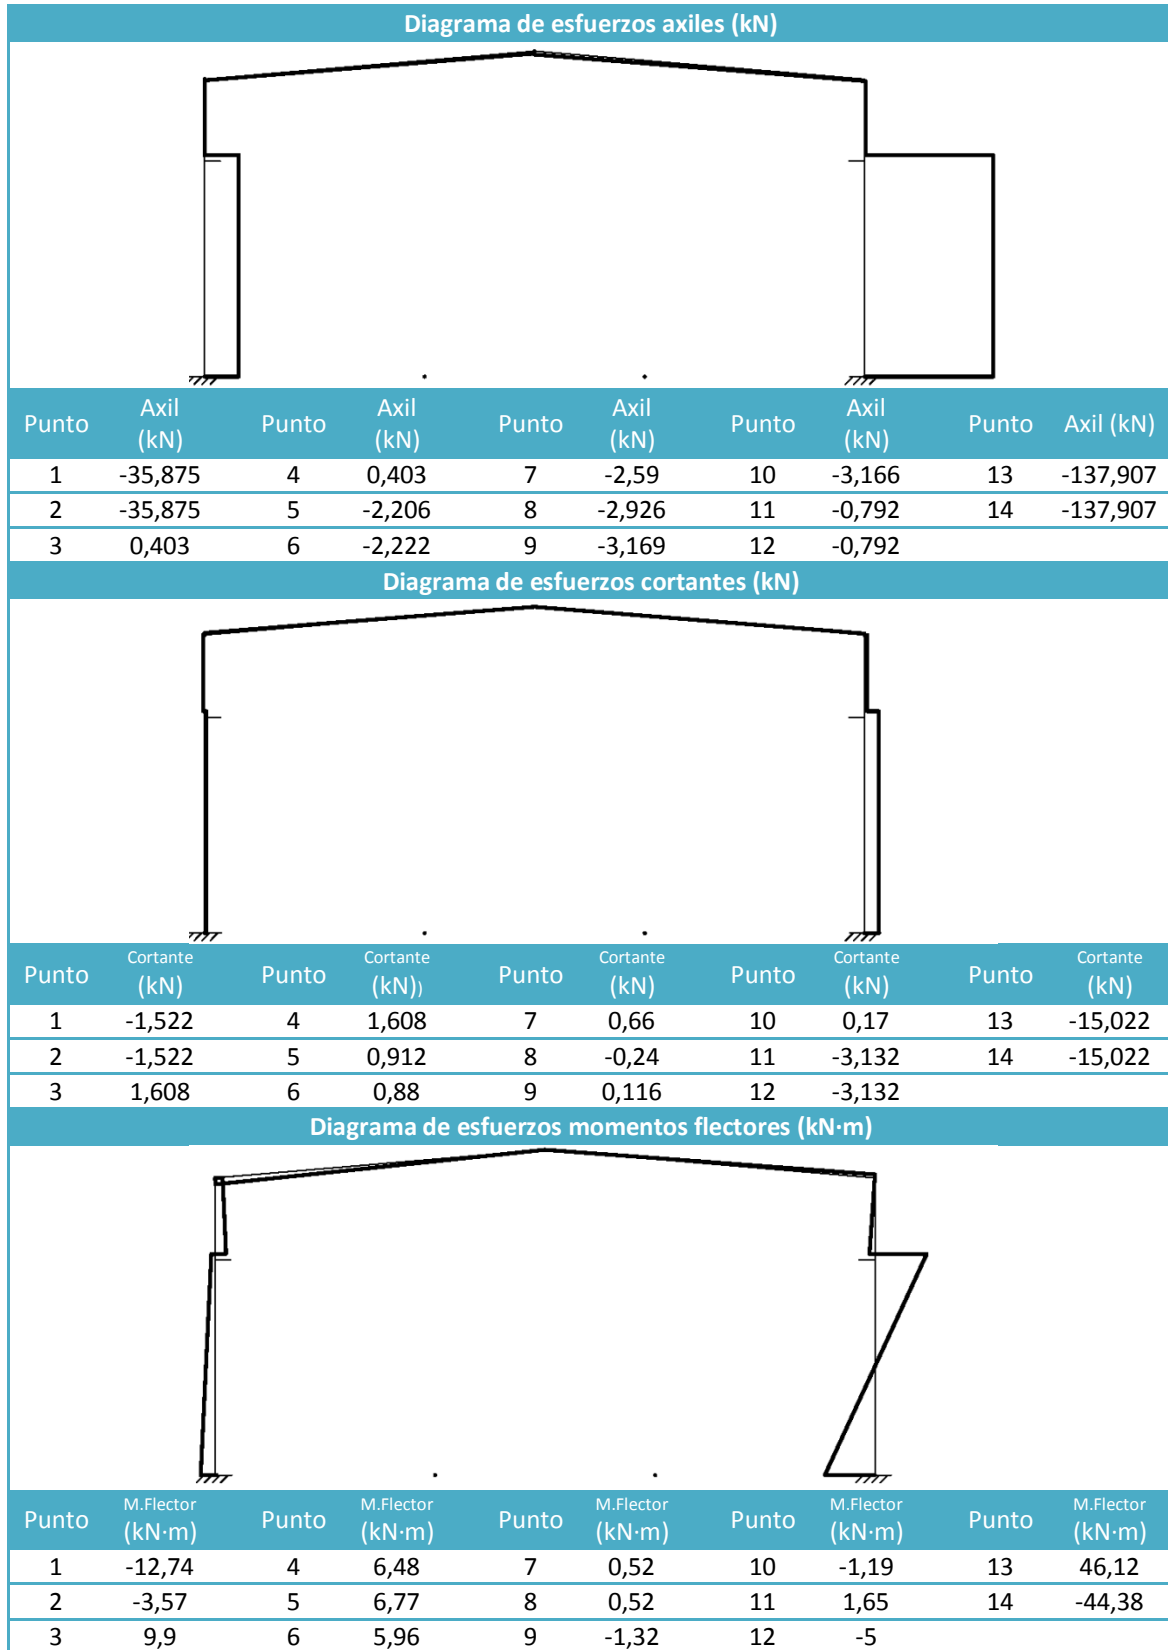 Diagrama de esfuerzos axiles (kN)
Punto Axil (kN) Punto Axil (kN) Punto Axil (kN) Punto Axil (kN) Punto Axil (kN)
1 -35,875 4 0,403 7 -2,59 10 -3,166 13 -137,907
2 -35,875 5 -2,206 8 -2,926 11 -0,792 14 -137,907
3 0,403 6 -2,222 9 -3,169 12 -0,792
Diagrama de esfuerzos cortantes (kN)
Punto Cortante (kN) Punto Cortante (kN)) Punto Cortante (kN) Punto Cortante (kN) Punto Cortante (kN)
1 -1,522 4 1,608 7 0,66 10 0,17 13 -15,022
2 -1,522 5 0,912 8 -0,24 11 -3,132 14 -15,022
3 1,608 6 0,88 9 0,116 12 -3,132
Diagrama de esfuerzos momentos flectores (kN·m)
Punto M.Flector (kN·m) Punto M.Flector (kN·m) Punto M.Flector (kN·m) Punto M.Flector (kN·m) Punto M.Flector (kN·m)
1 -12,74 4 6,48 7 0,52 10 -1,19 13 46,12
2 -3,57 5 6,77 8 0,52 11 1,65 14 -44,38
3 9,9 6 5,96 9 -1,32 12 -5